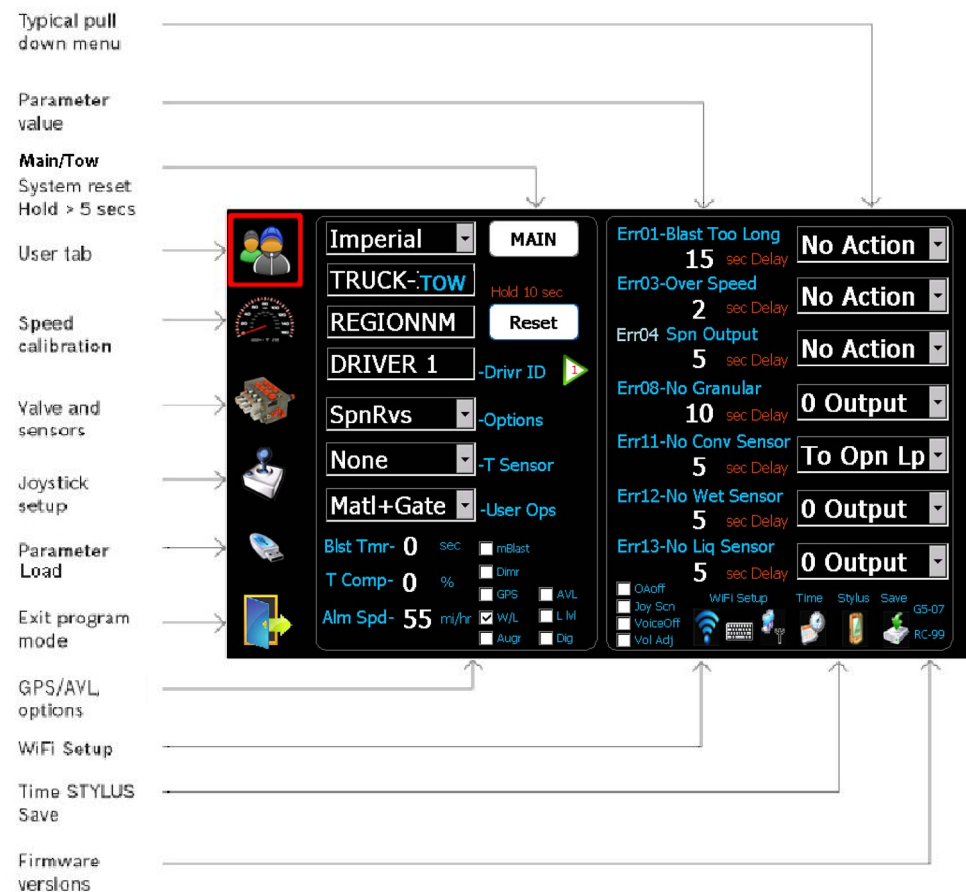 Typical pull
down menu
Parameter
value
Main/Tow
System reset
Hold > 5 secs
User tab
Speed
calibration
Valve and
sensors
Joystick
setup
Parameter
Load
Exit program
mode
GPS/AVL,
options
WiFi Setup
Time STYLUS
Save
Firmware
versions
Imperial
MAIN
TRUCK-
TOW
Hold 10 sec
REGIONNM
Reset
DRIVER 1
-Drivr ID
1
SpnRvs
-Options
None
-T Sensor
Matl+Gate
-User Ops
Blst Tmr- 0 sec
mBlast
Dimr
T Comp- 0 %
GPS
AVL
Alm Spd- 55 mi/hr
W/L
L lvl
Augr
Dig
Err01-Blast Too Long
15 sec Delay
No Action
Err03-Over Speed
2 sec Delay
No Action
Err04 Spn Output
5 sec Delay
No Action
Err08-No Granular
10 sec Delay
0 Output
Err11-No Conv Sensor
5 sec Delay
To Opn Lp
Err12-No Wet Sensor
5 sec Delay
0 Output
Err13-No Liq Sensor
5 sec Delay
0 Output
OAoff
Joy Scn
VoiceOff
Vol Adj
WiFi Setup
Time
Stylus
Save
G5-07
RC-99